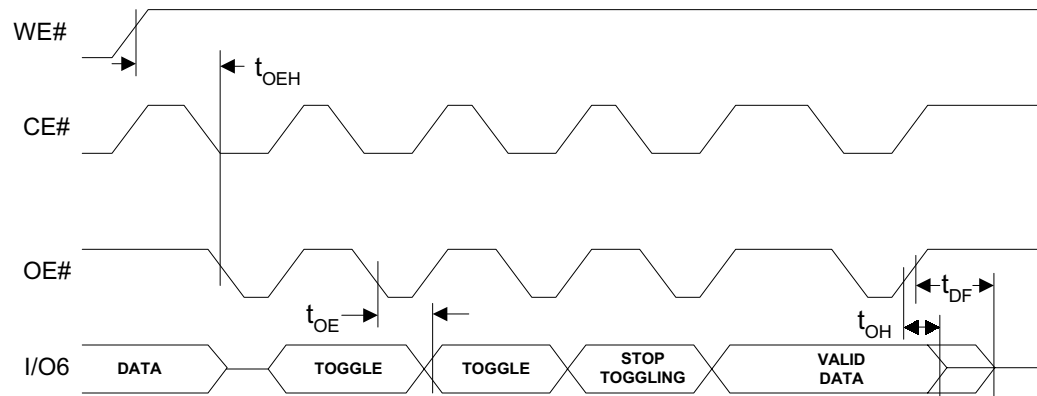 WE#
tOEH
CE#
OE#
tOE
tDF
tOH
I/O6
DATA
TOGGLE
TOGGLE
STOP
TOGGLING
VALID
DATA